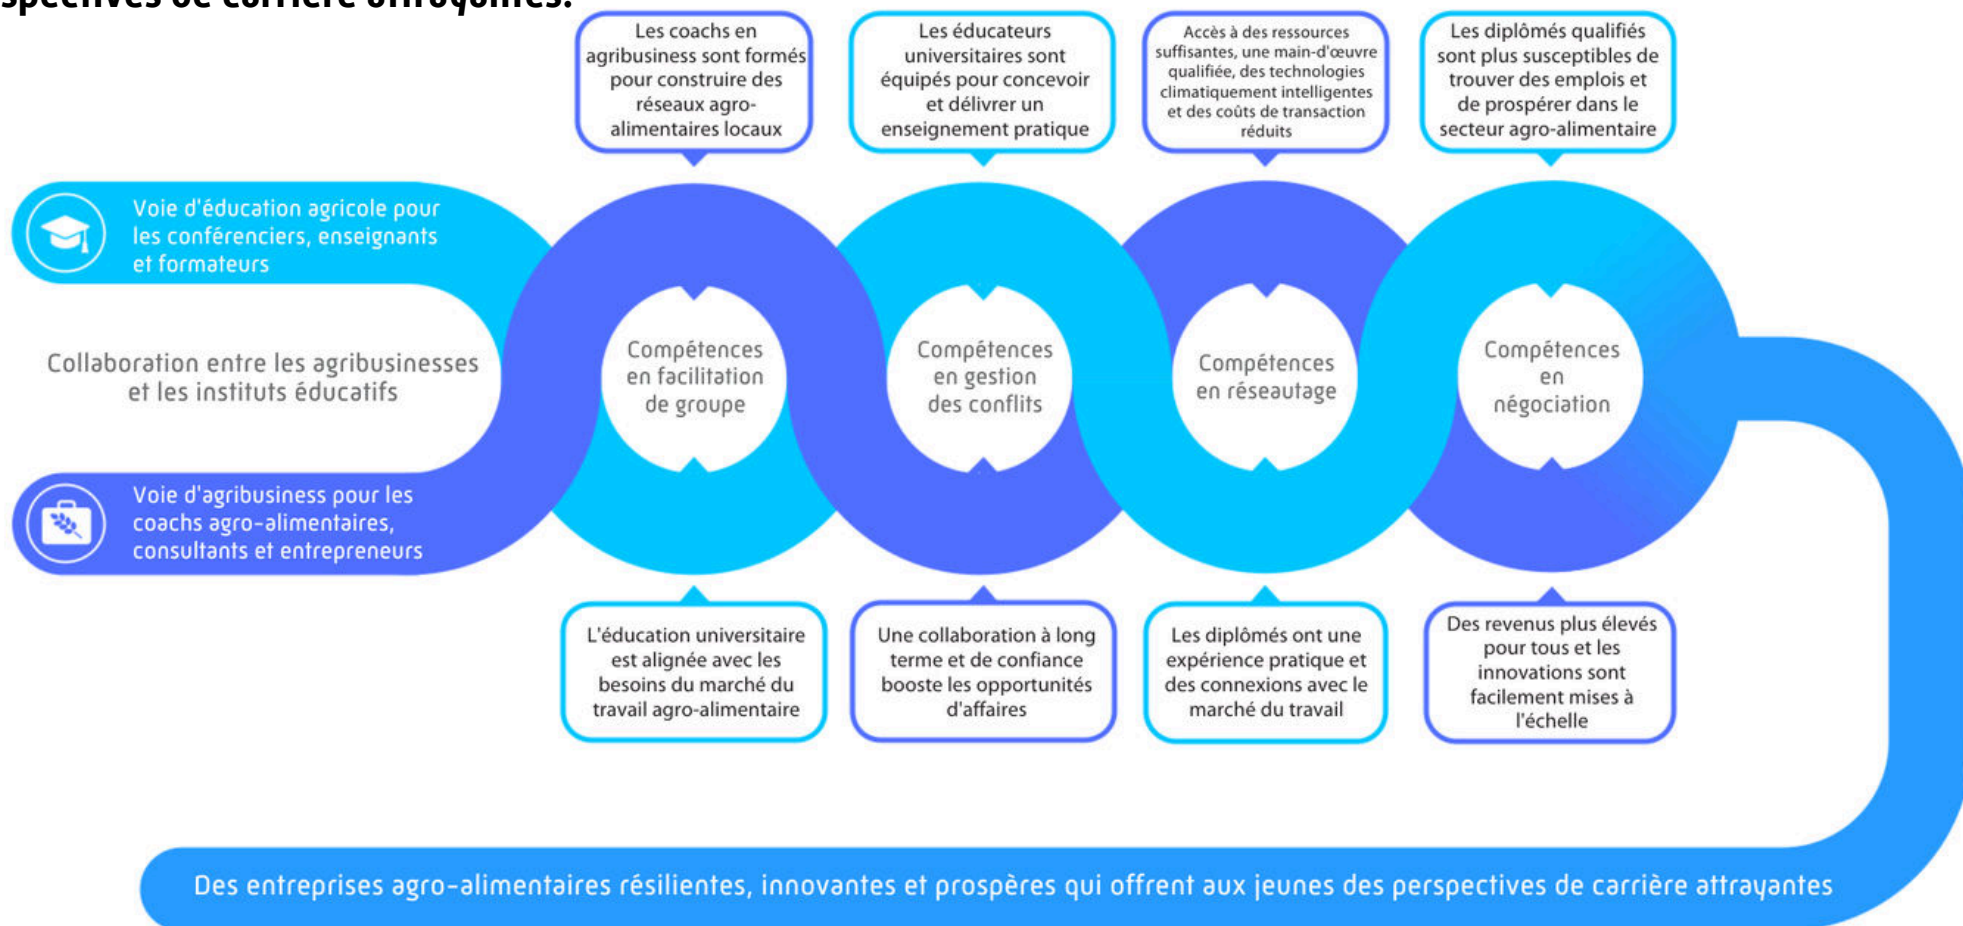 spectives de carrière attrayantes.
Les coachs en
agribusiness sont formés
pour construire des
réseaux agro-
alimentaires locaux
Les éducateurs
universitaires sont
équipés pour concevoir
et délivrer un
enseignement pratique
Accès à des ressources
suffisantes, une main-d'œuvre
qualifiée, des technologies
climatiquement intelligentes
et des coûts de transaction
réduits
Les diplômés qualifiés
sont plus susceptibles de
trouver des emplois et
de prospérer dans le
secteur agro-alimentaire
Voie d'éducation agricole pour
les conférenciers, enseignants
et formateurs
Collaboration entre les agribusinesses
et les instituts éducatifs
Voie d'agribusiness pour les
coachs agro-alimentaires,
consultants et entrepreneurs
Compétences
en facilitation
de groupe
Compétences
en gestion
des conflits
Compétences
en réseautage
Compétences
en
négociation
L'éducation universitaire
est alignée avec les
besoins du marché du
travail agro-alimentaire
Une collaboration à long
terme et de confiance
booste les opportunités
d'affaires
Les diplômés ont une
expérience pratique et
des connexions avec le
marché du travail
Des revenus plus élevés
pour tous et les
innovations sont
facilement mises à
l'échelle
Des entreprises agro-alimentaires résilientes, innovantes et prospères qui offrent aux jeunes des perspectives de carrière attrayantes